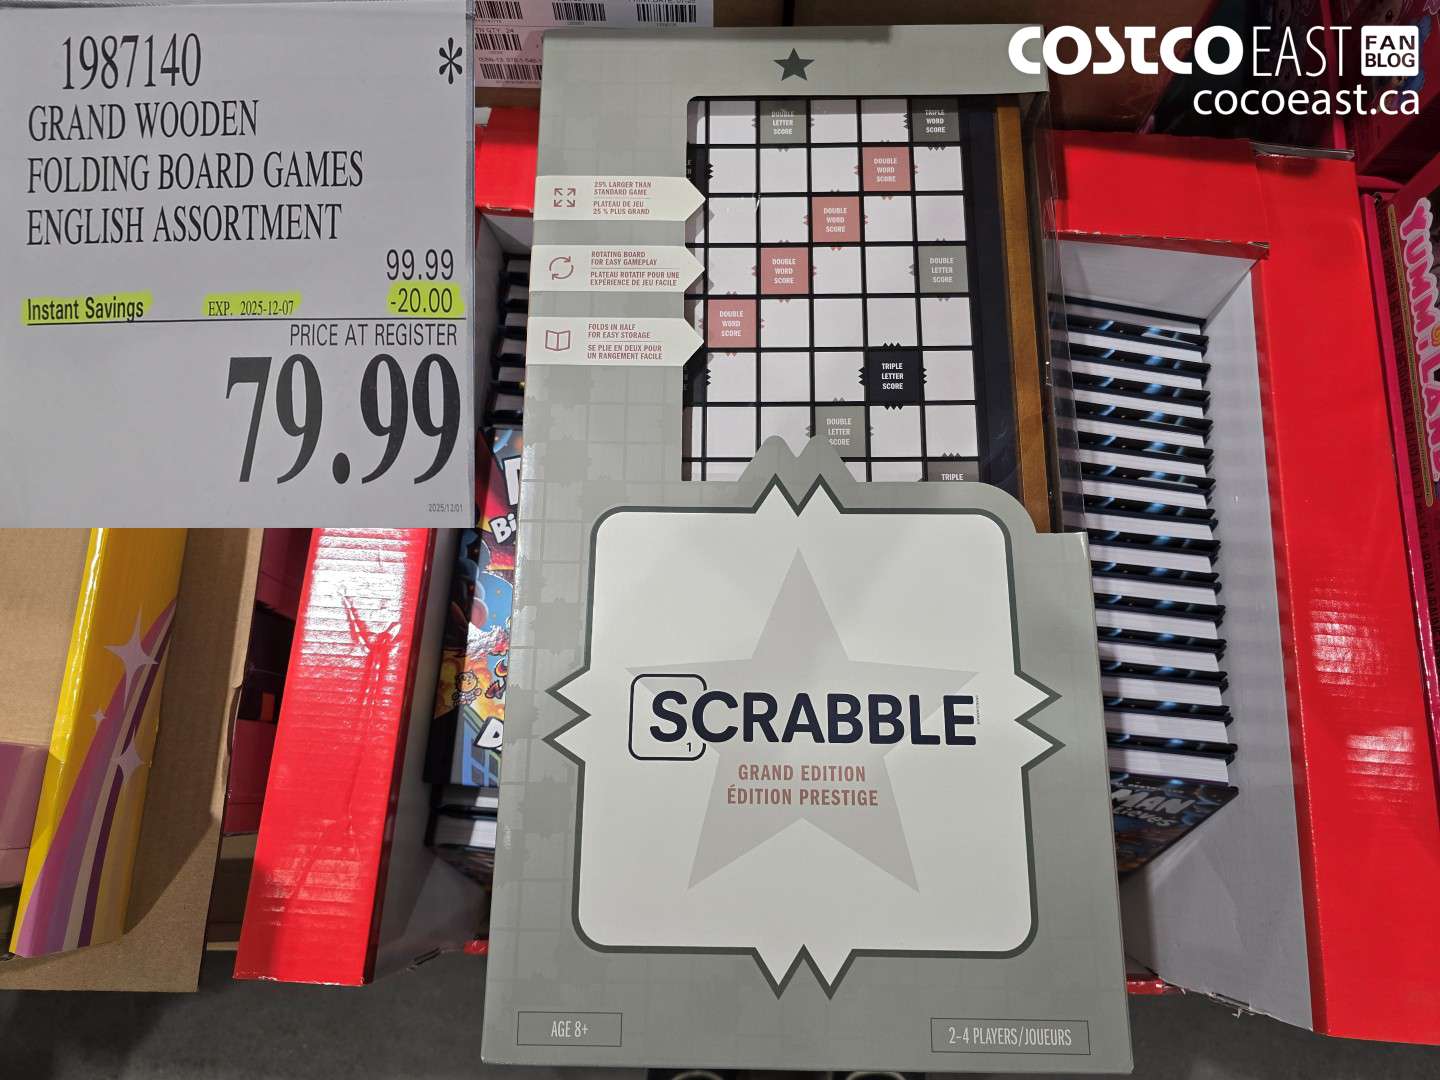 1987140 *
GRAND WOODEN
FOLDING BOARD GAMES
ENGLISH ASSORTMENT
99.99
Instant Savings EXP. 2025-12-07 -20.00
PRICE AT REGISTER
79.99
2025/12/01
COSTCO EAST FAN BLOG
cocoeast.ca
DOUBLE
LETTER
SCORE
TRIPLE
WORD
SCORE
DOUBLE
WORD
SCORE
25% LARGER THAN
STANDARD GAME
PLATEAU DE JEU
25 % PLUS GRAND
DOUBLE
WORD
SCORE
ROTATING BOARD
FOR EASY GAMEPLAY
PLATEAU ROTATIF POUR UNE
EXPÉRIENCE DE JEU FACILE
DOUBLE
WORD
SCORE
DOUBLE
LETTER
SCORE
FOLDS IN HALF
FOR EASY STORAGE
SE PLIE EN DEUX POUR
UN RANGEMENT FACILE
DOUBLE
WORD
SCORE
TRIPLE
LETTER
SCORE
DOUBLE
LETTER
SCORE
TRIPLE
SCRABBLE
1
GRAND EDITION
ÉDITION PRESTIGE
AGE 8+
2-4 PLAYERS/JOUEURS
YUMMYLAND